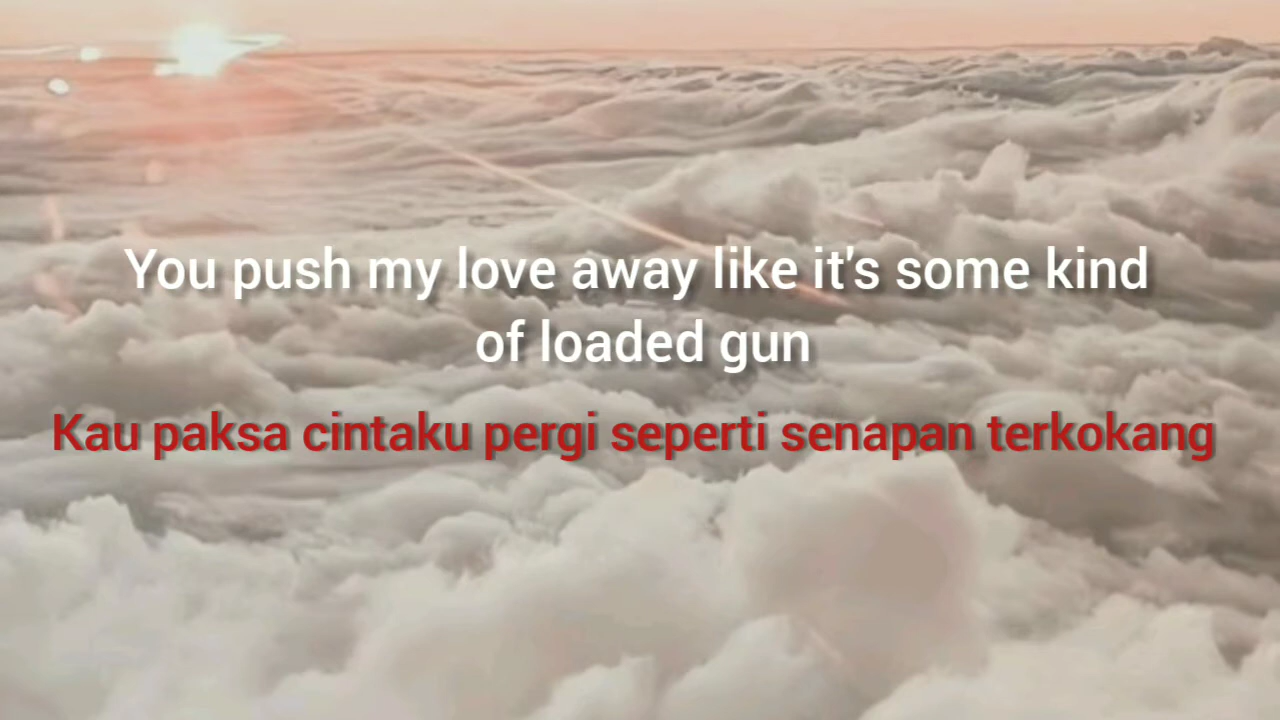 You push my love away like it's some kind
of loaded gun
Kau paksa cintaku pergi seperti senapan terkokang